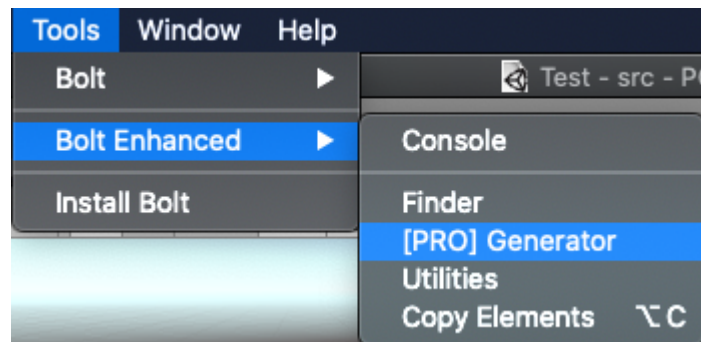 Tools Window Help
Bolt ▶
Test - src - P
Bolt Enhanced ▶
Console
Install Bolt
Finder
[PRO] Generator
Utilities
Copy Elements ⌥C